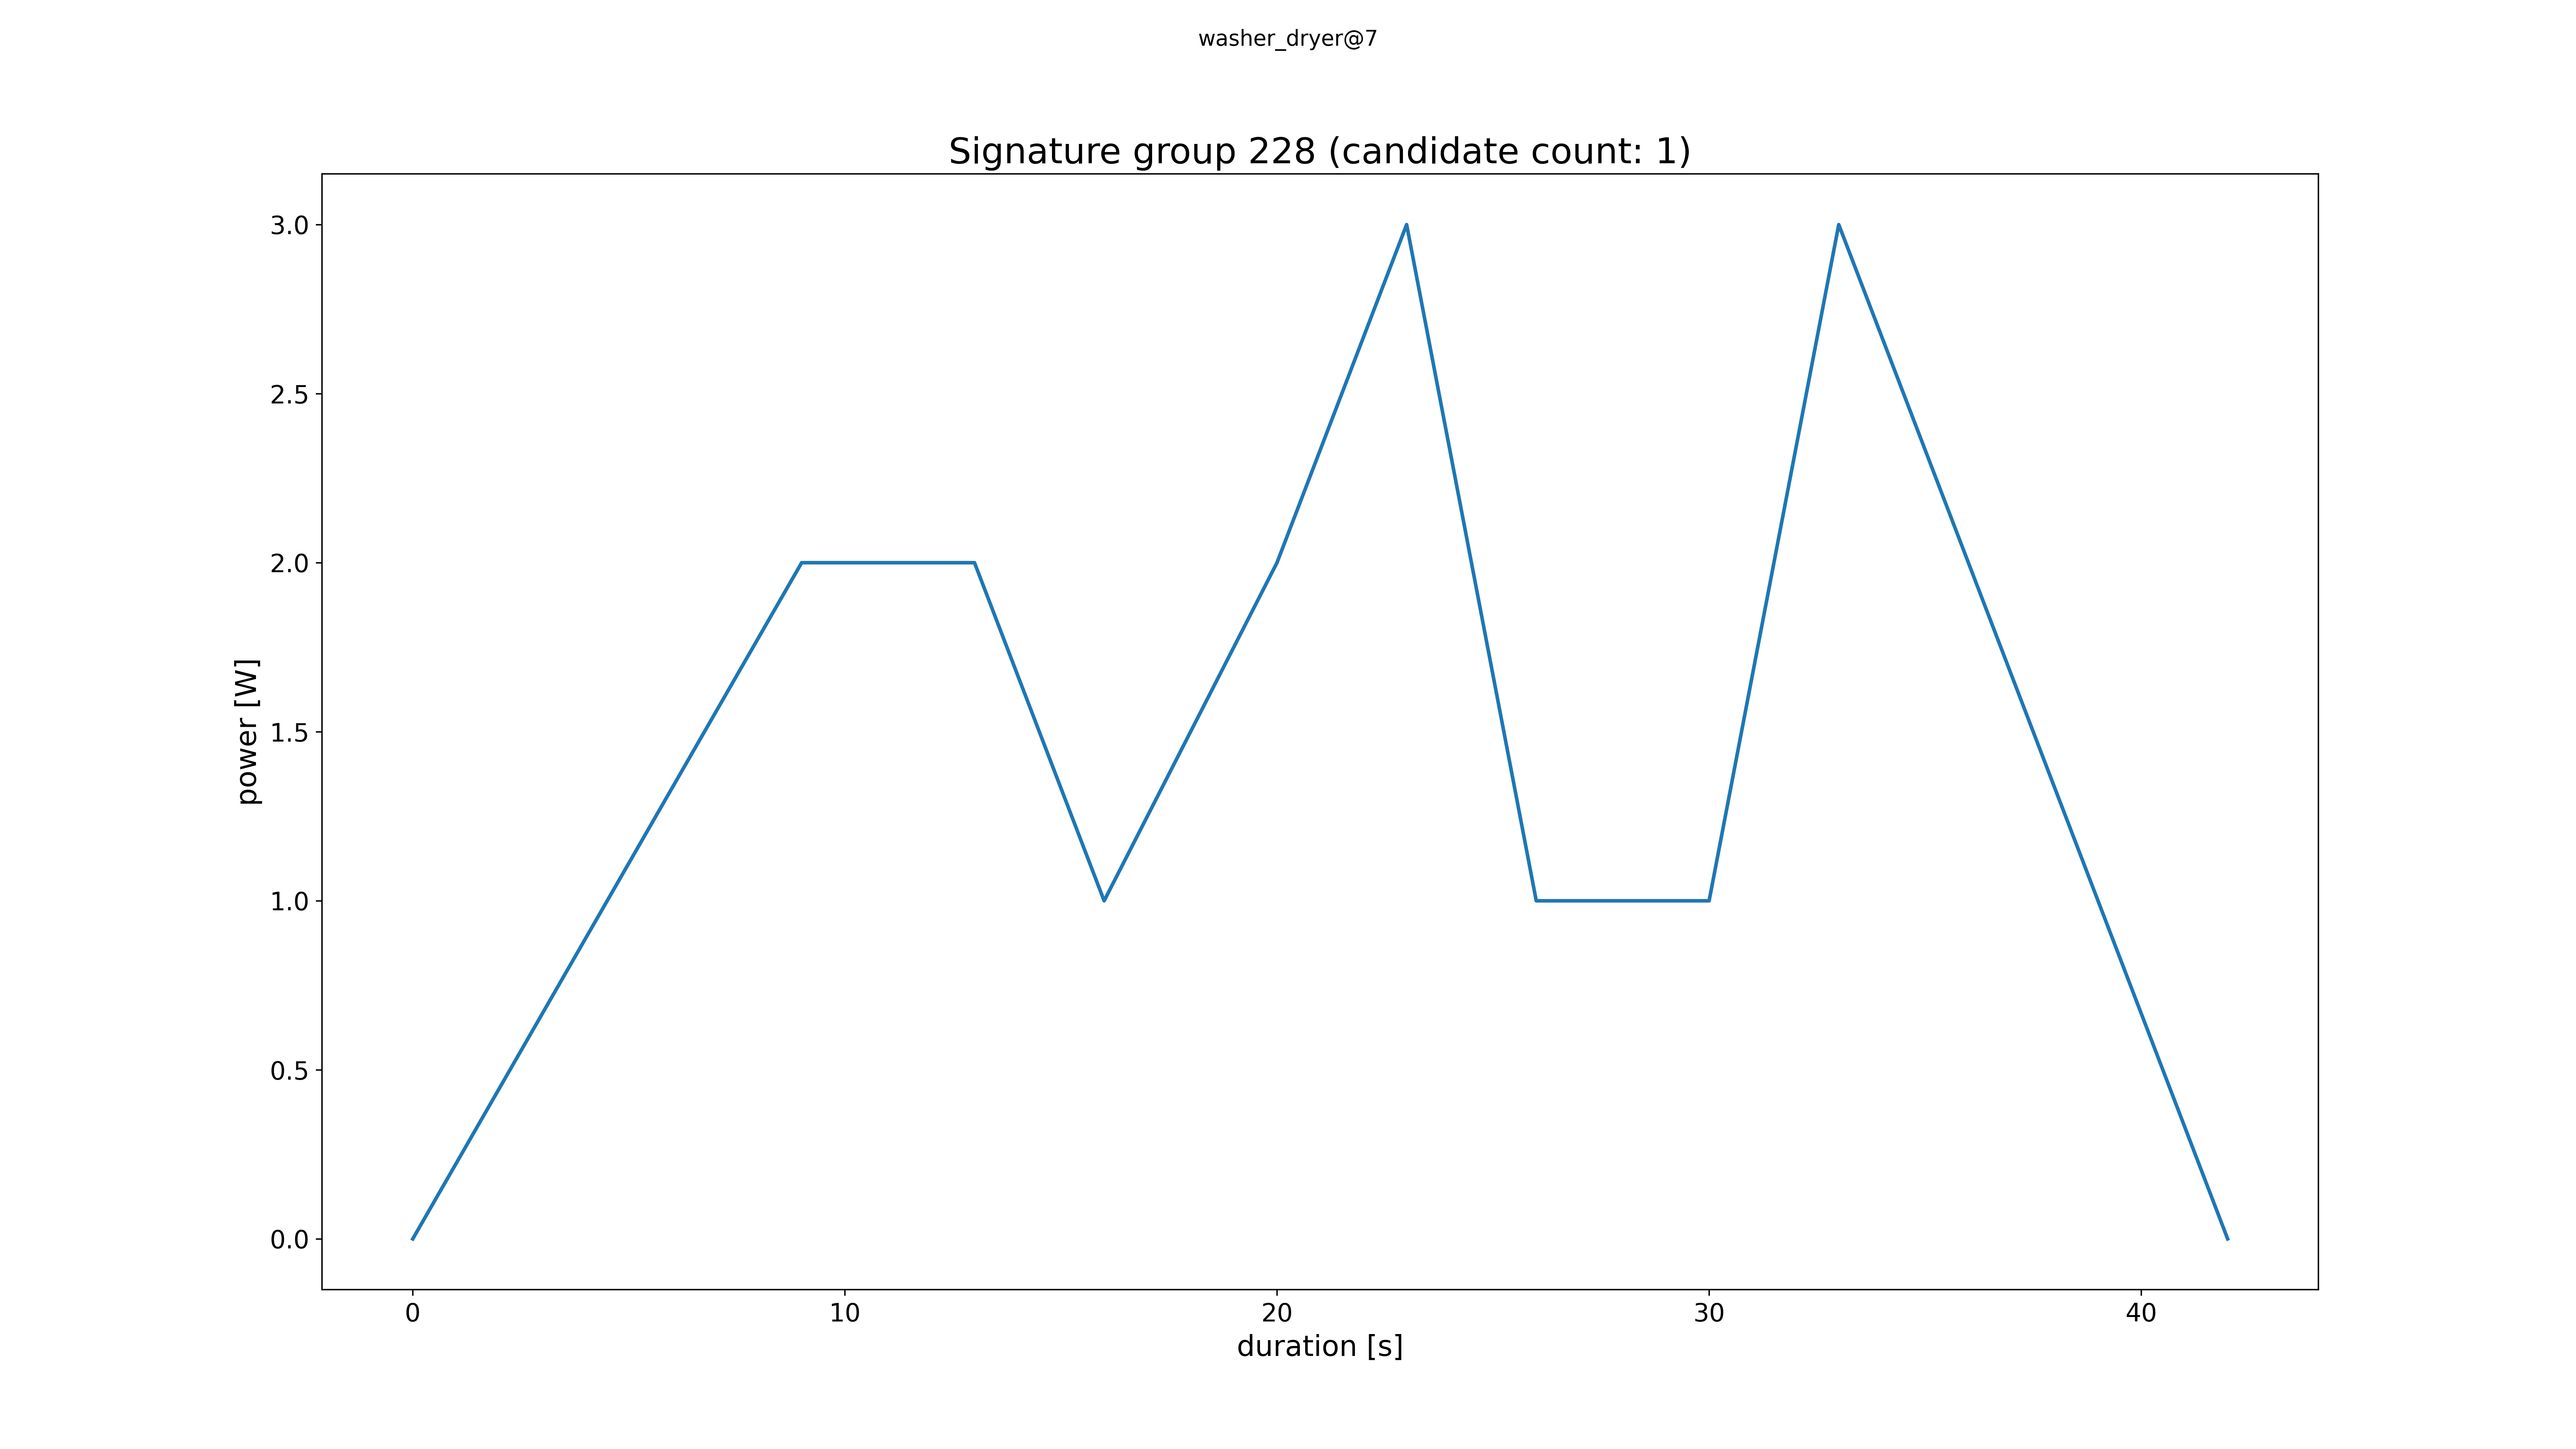 washer_dryer@7
Signature group 228 (candidate count: 1)
3.0
2.5
2.0
1.5
1.0
0.5
0.0
power [W]
0 10 20 30 40
duration [s]